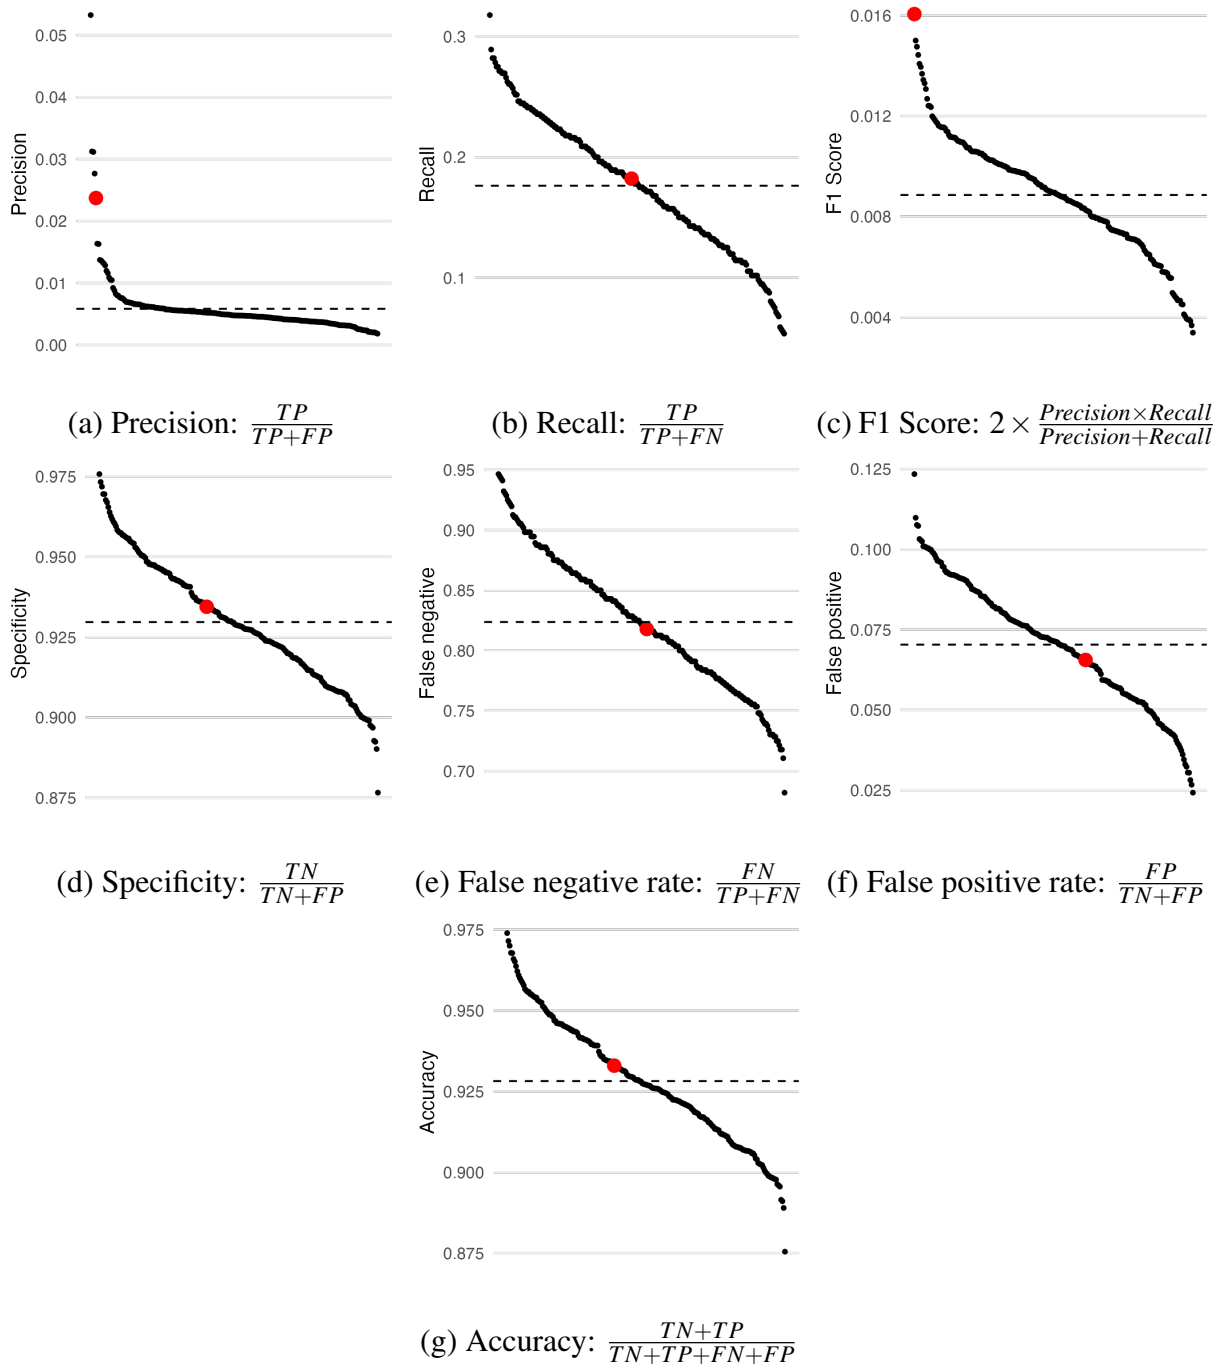 0.05
0.04
0.03
0.02
0.01
0.00
Precision
0.3
0.2
0.1
Recall
0.016
0.012
0.008
0.004
F1 Score
(a) Precision: TP/TP+FP
(b) Recall: TP/TP+FN
(c) F1 Score: 2 × Precision×Recall/Precision+Recall
0.975
0.950
0.925
0.900
0.875
Specificity
0.95
0.90
0.85
0.80
0.75
0.70
False negative
0.125
0.100
0.075
0.050
0.025
False positive
(d) Specificity: TN/TN+FP
(e) False negative rate: FN/TP+FN
(f) False positive rate: FP/TN+FP
0.975
0.950
0.925
0.900
0.875
Accuracy
(g) Accuracy: TN+TP/TN+TP+FN+FP